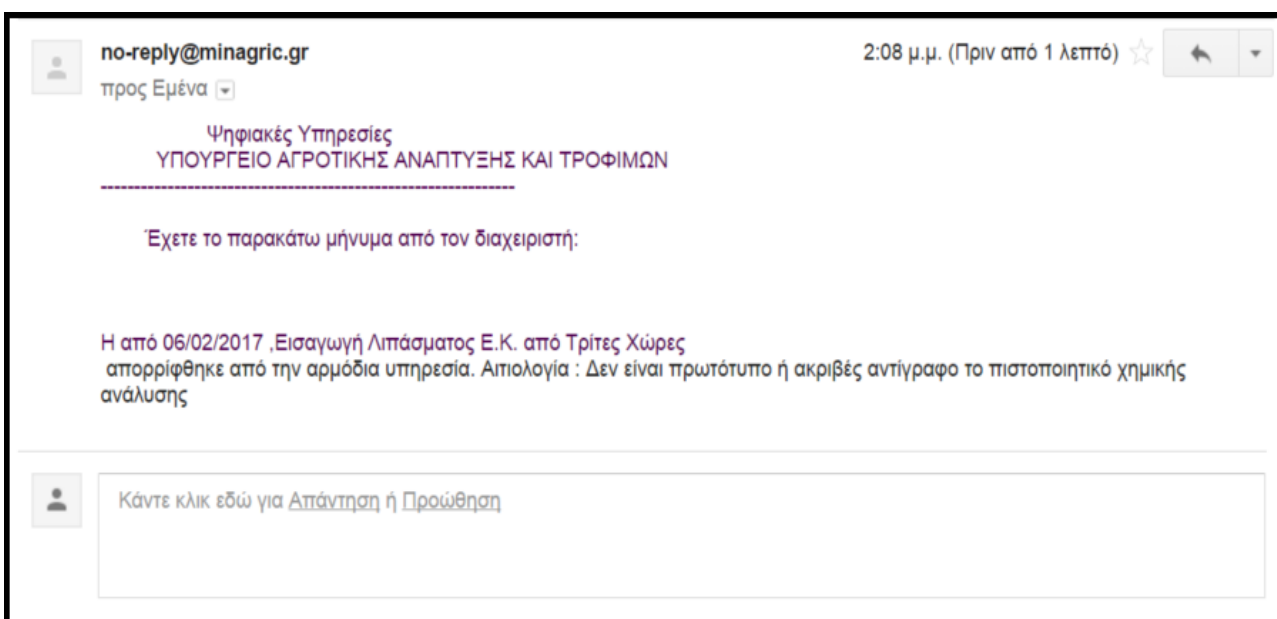 no-reply@minagric.gr
2:08 μ.μ. (Πριν από 1 λεπτό)
προς Εμένα
Ψηφιακές Υπηρεσίες
ΥΠΟΥΡΓΕΙΟ ΑΓΡΟΤΙΚΗΣ ΑΝΑΠΤΥΞΗΣ ΚΑΙ ΤΡΟΦΙΜΩΝ
---------------------------------------------------------------
Έχετε το παρακάτω μήνυμα από τον διαχειριστή:
Η από 06/02/2017 ,Εισαγωγή Λιπάσματος Ε.Κ. από Τρίτες Χώρες
απορρίφθηκε από την αρμόδια υπηρεσία. Αιτιολογία : Δεν είναι πρωτότυπο ή ακριβές αντίγραφο το πιστοποιητικό χημικής
ανάλυσης
Κάντε κλικ εδώ για Απάντηση ή Προώθηση